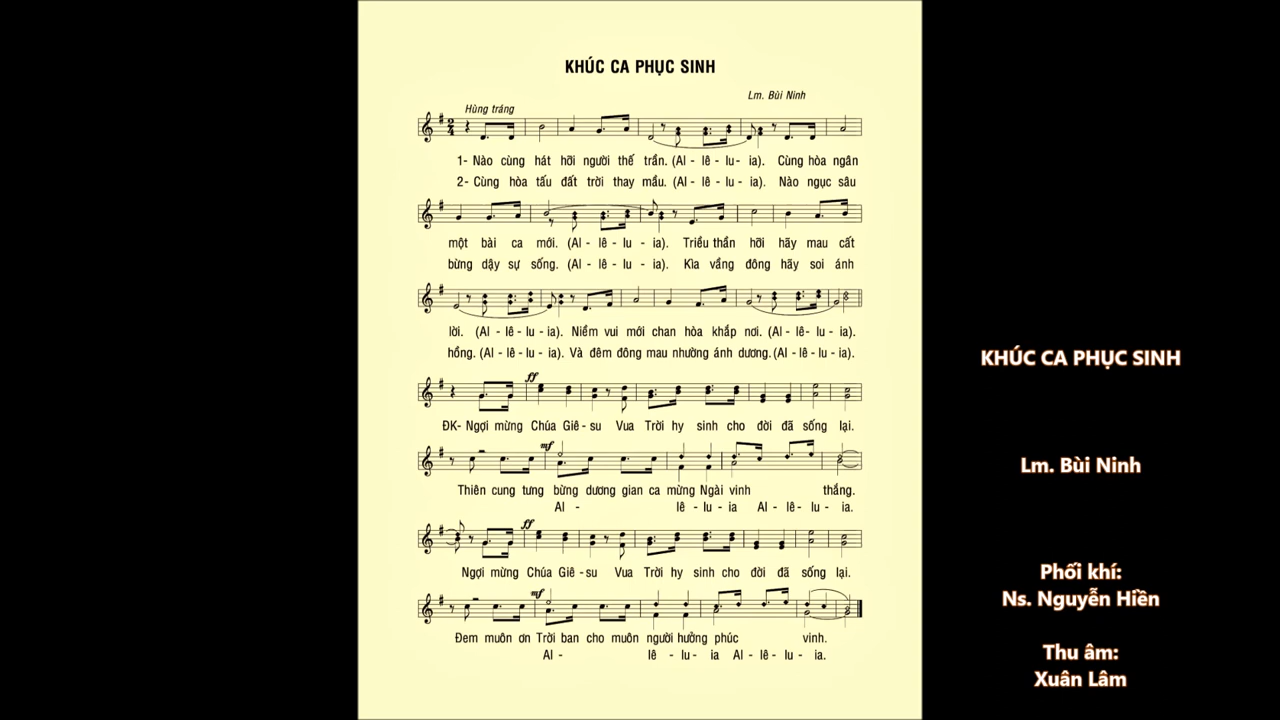 KHÚC CA PHỤC SINH
Lm. Bùi Ninh
Hùng tráng
1- Nào cùng hát hỡi người thế trần. (Al - lê - lu - ia). Cùng hòa ngân
2- Cùng hòa tấu đất trời thay mầu. (Al - lê - lu - ia). Nào ngục sâu
một bài ca mới. (Al - lê - lu - ia). Triều thần hỡi hãy mau cất
bừng dậy sự sống. (Al - lê - lu - ia). Kìa vầng đông hãy soi ánh
lời. (Al - lê - lu - ia). Niềm vui mới chan hòa khắp nơi. (Al - lê- lu - ia).
hồng. (Al - lê - lu - ia). Và đêm đông mau nhường ánh dương. (Al - lê - lu - ia).
ff
ĐK- Ngợi mừng Chúa Giê - su Vua Trời hy sinh cho đời đã sống lại.
mf
Thiên cung tưng bừng dương gian ca mừng Ngài vinh thắng.
Al - lê - lu - ia Al - lê - lu - ia.
ff
Ngợi mừng Chúa Giê - su Vua Trời hy sinh cho đời đã sống lại.
mf
Đem muôn ơn Trời ban cho muôn người hưởng phúc vinh.
Al - lê - lu - ia Al - lê - lu - ia.
KHÚC CA PHỤC SINH
Lm. Bùi Ninh
Phối khí:
Ns. Nguyễn Hiền
Thu âm:
Xuân Lâm